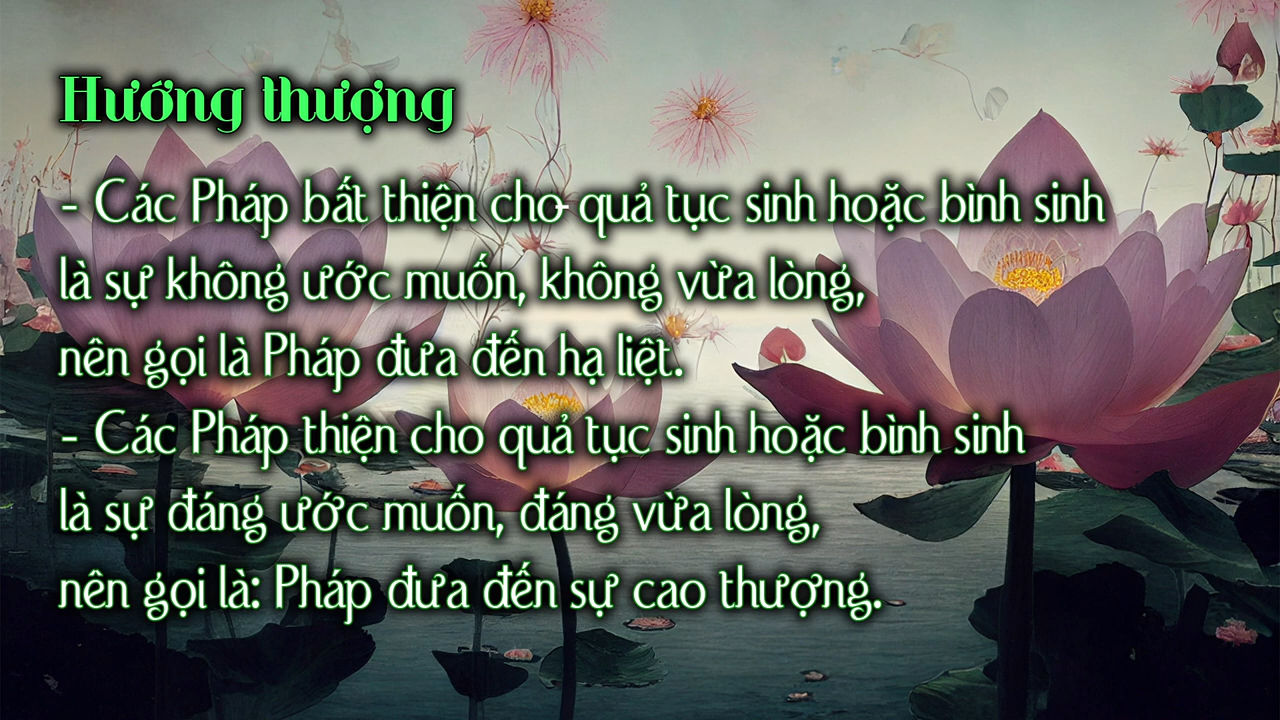 Hướng thượng
- Các Pháp bất thiện cho quả tục sinh hoặc bình sinh
là sự không ước muốn, không vừa lòng,
nên gọi là Pháp đưa đến hạ liệt.
- Các Pháp thiện cho quả tục sinh hoặc bình sinh
là sự đáng ước muốn, đáng vừa lòng,
nên gọi là: Pháp đưa đến sự cao thượng.